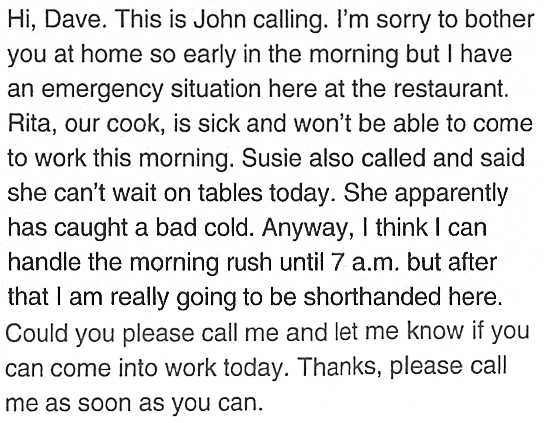 Hi, Dave. This is John calling. I'm sorry to bother
you at home so early in the morning but I have
an emergency situation here at the restaurant.
Rita, our cook, is sick and won't be able to come
to work this morning. Susie also called and said
she can't wait on tables today. She apparently
has caught a bad cold. Anyway, I think I can
handle the morning rush until 7 a.m. but after
that I am really going to be shorthanded here.
Could you please call me and let me know if you
can come into work today. Thanks, please call
me as soon as you can.